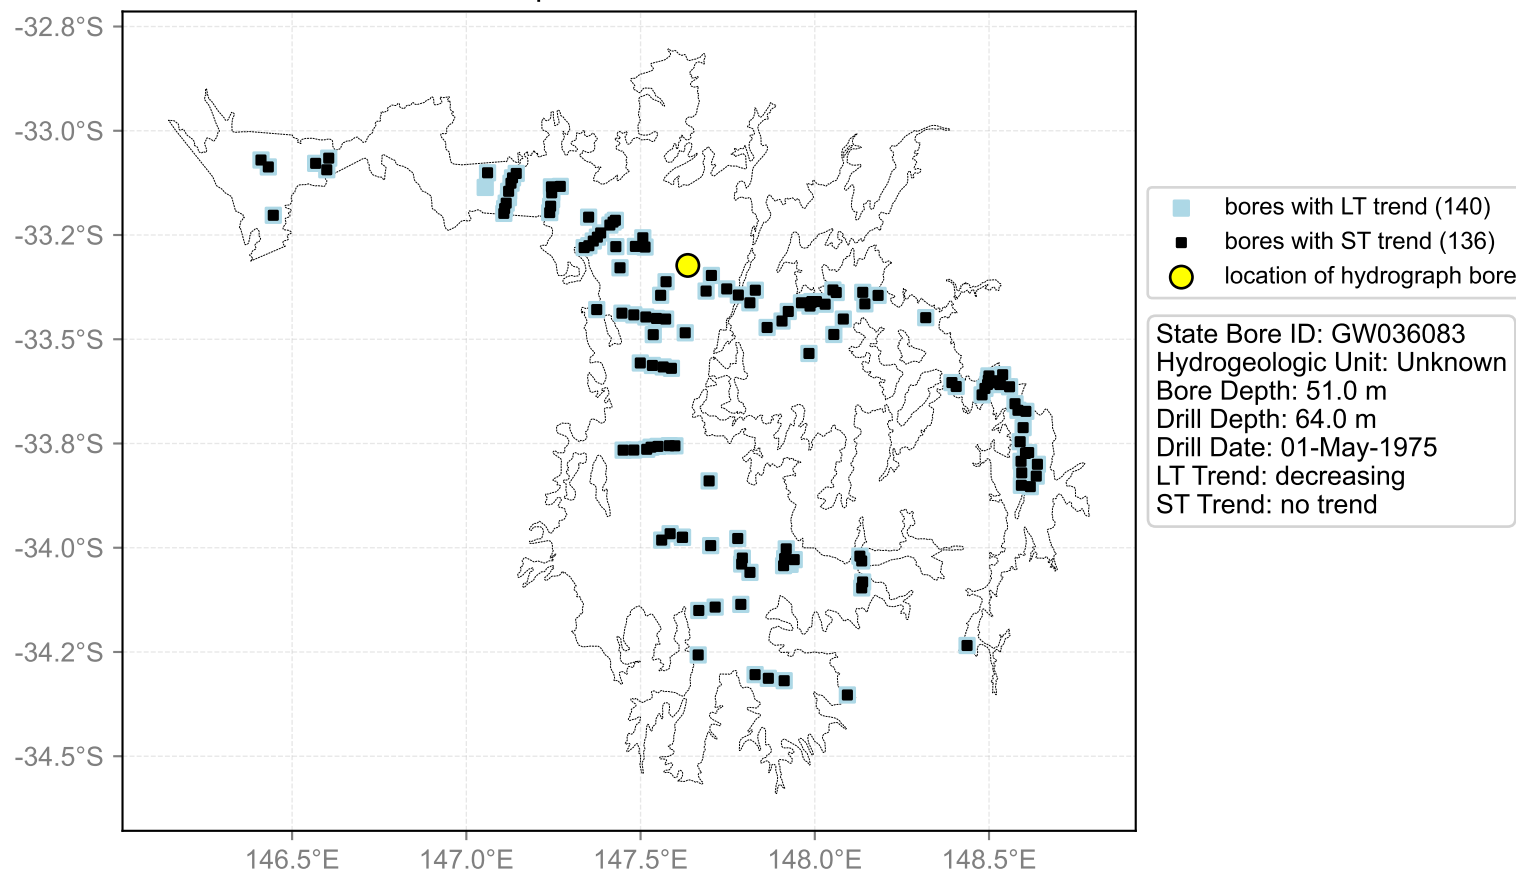 -32.8°S
-33.0°S
-33.2°S
-33.5°S
-33.8°S
-34.0°S
-34.2°S
-34.5°S
146.5°E
147.0°E
147.5°E
148.0°E
148.5°E
bores with LT trend (140)
bores with ST trend (136)
location of hydrograph bore
State Bore ID: GW036083
Hydrogeologic Unit: Unknown
Bore Depth: 51.0 m
Drill Depth: 64.0 m
Drill Date: 01-May-1975
LT Trend: decreasing
ST Trend: no trend